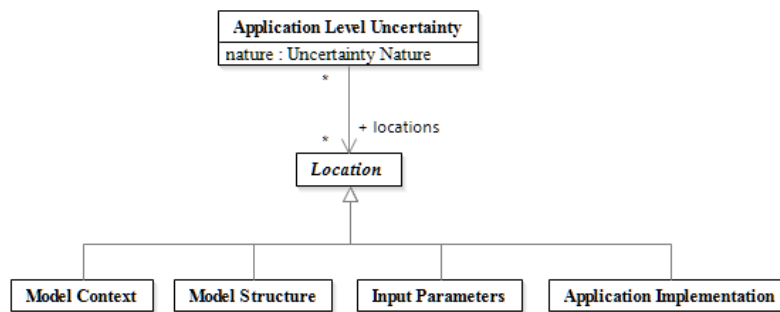 Application Level Uncertainty
nature : Uncertainty Nature
*
+ locations
*
Location
Model Context
Model Structure
Input Parameters
Application Implementation